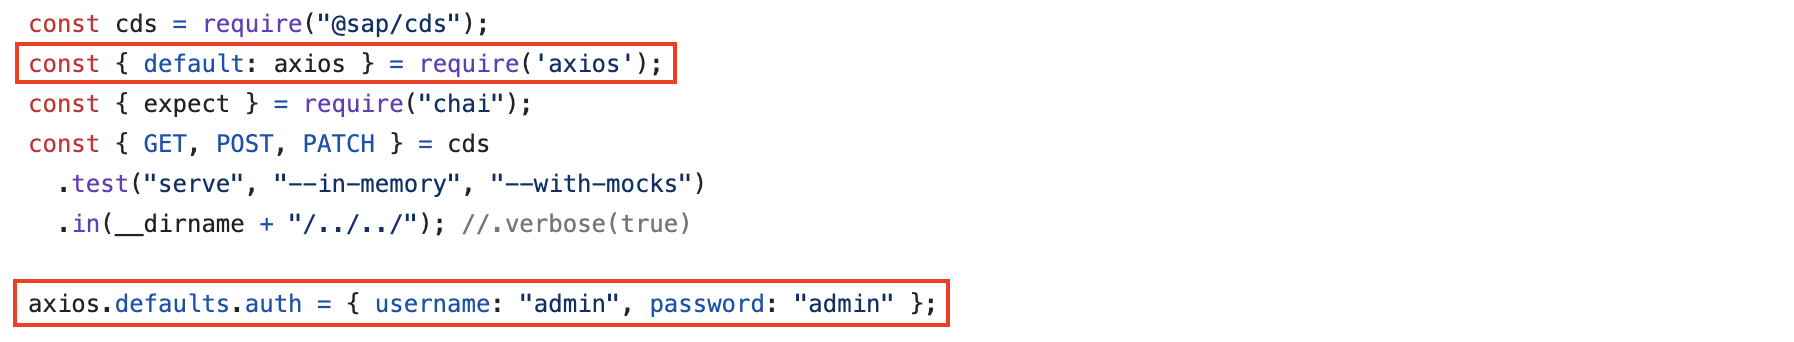 const cds = require("@sap/cds");
const { default: axios } = require('axios');
const { expect } = require("chai");
const { GET, POST, PATCH } = cds
  .test("serve", "--in-memory", "--with-mocks")
  .in(__dirname + "/../../"); //.verbose(true)
axios.defaults.auth = { username: "admin", password: "admin" };